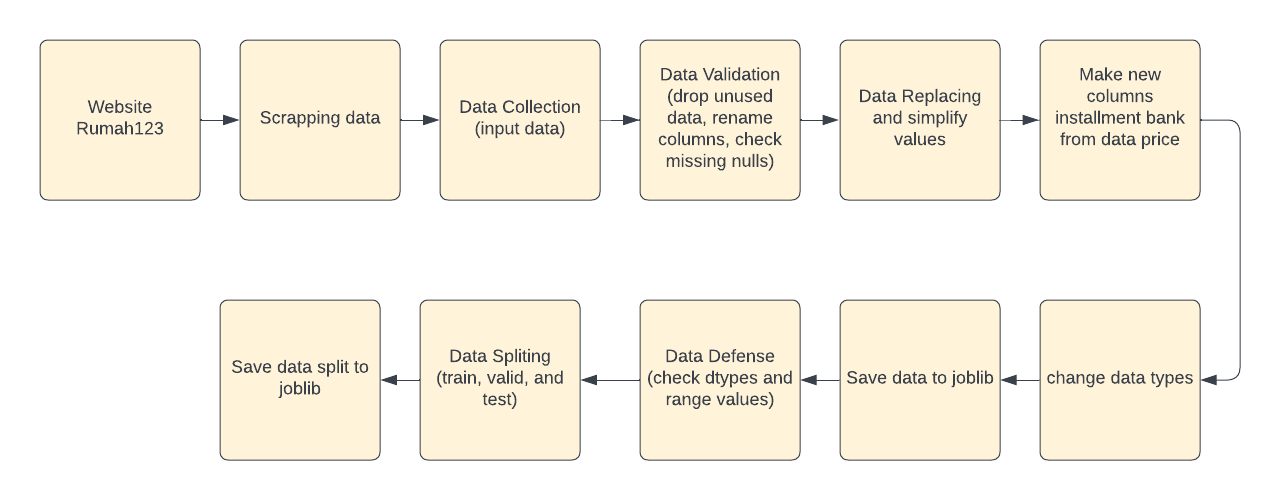 Website
Rumah123
Scrapping data
Data Collection
(input data)
Data Validation
(drop unused
data, rename
columns, check
missing nulls)
Data Replacing
and simplify
values
Make new
columns
installment bank
from data price
change data types
Save data to joblib
Data Defense
(check dtypes and
range values)
Data Spliting
(train, valid, and
test)
Save data split to
joblib